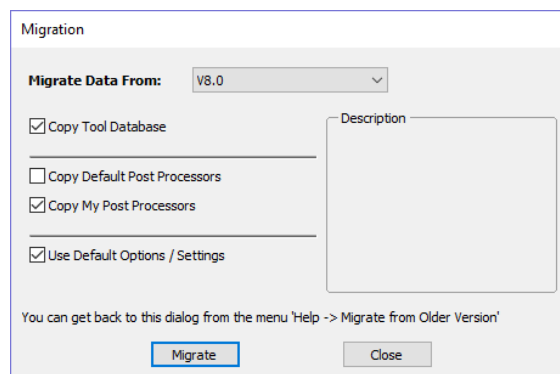 Migration
Migrate Data From: V8.0
Copy Tool Database
Description
Copy Default Post Processors
Copy My Post Processors
Use Default Options / Settings
You can get back to this dialog from the menu 'Help -> Migrate from Older Version'
Migrate Close